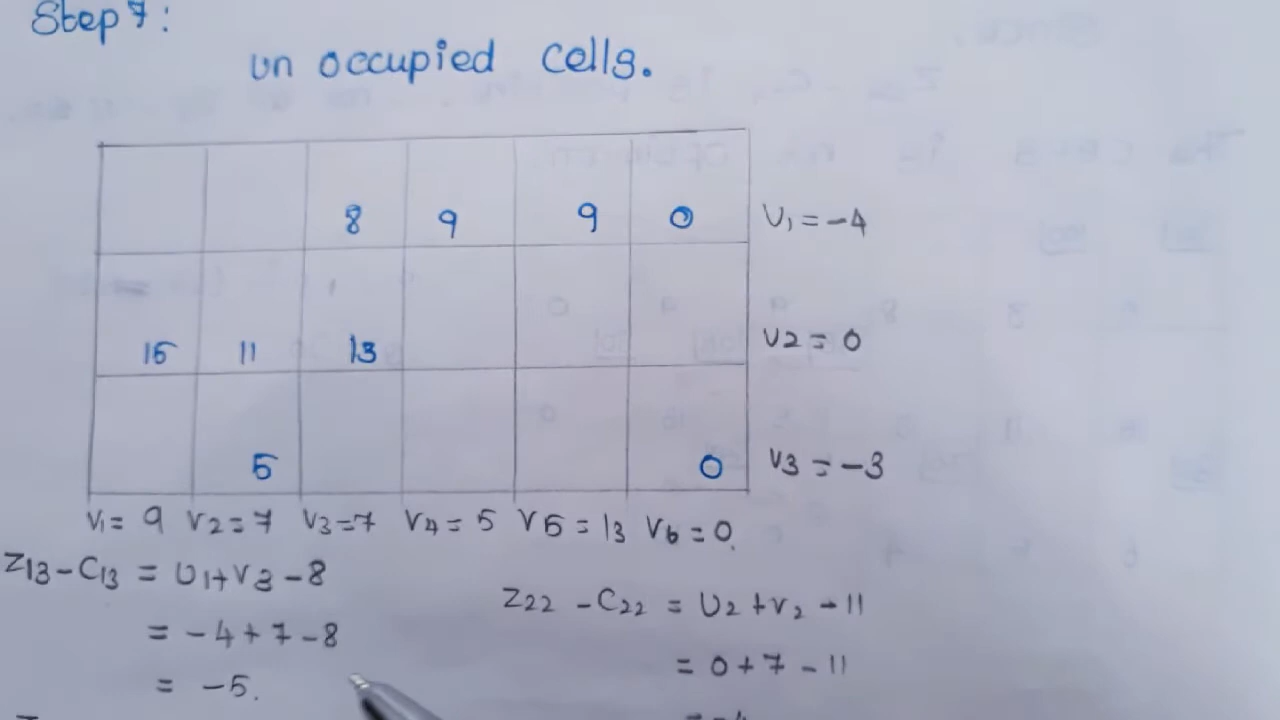 Step 7:
un occupied cells.
8 9 9 0 U1 = -4
15 11 13 V2 = 0
5 0 V3 = -3
V1 = 9 V2 = 7 V3 = 7 V4 = 5 V5 = 13 V6 = 0.
Z13 - C13 = U1 + V3 - 8
= -4 + 7 - 8
= -5.
Z22 - C22 = U2 + V2 - 11
= 0 + 7 - 11
= -4